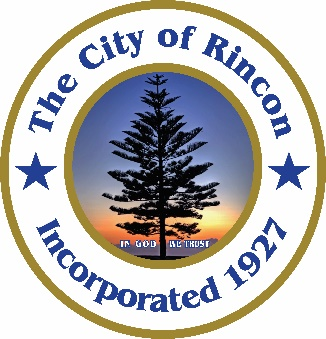 The City of Rincon
IN GOD WE TRUST
Incorporated 1927